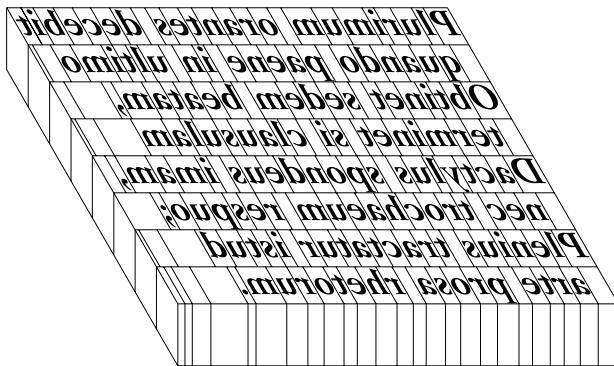 Plurimum orantes decebit
quando paene in ultimo
Obtinet sedem beatam,
terminet si clausulam
Dactylus spondeus imam,
nec trochaeum respuo;
Plenius tractatur istud
arte prosa rhetorum.